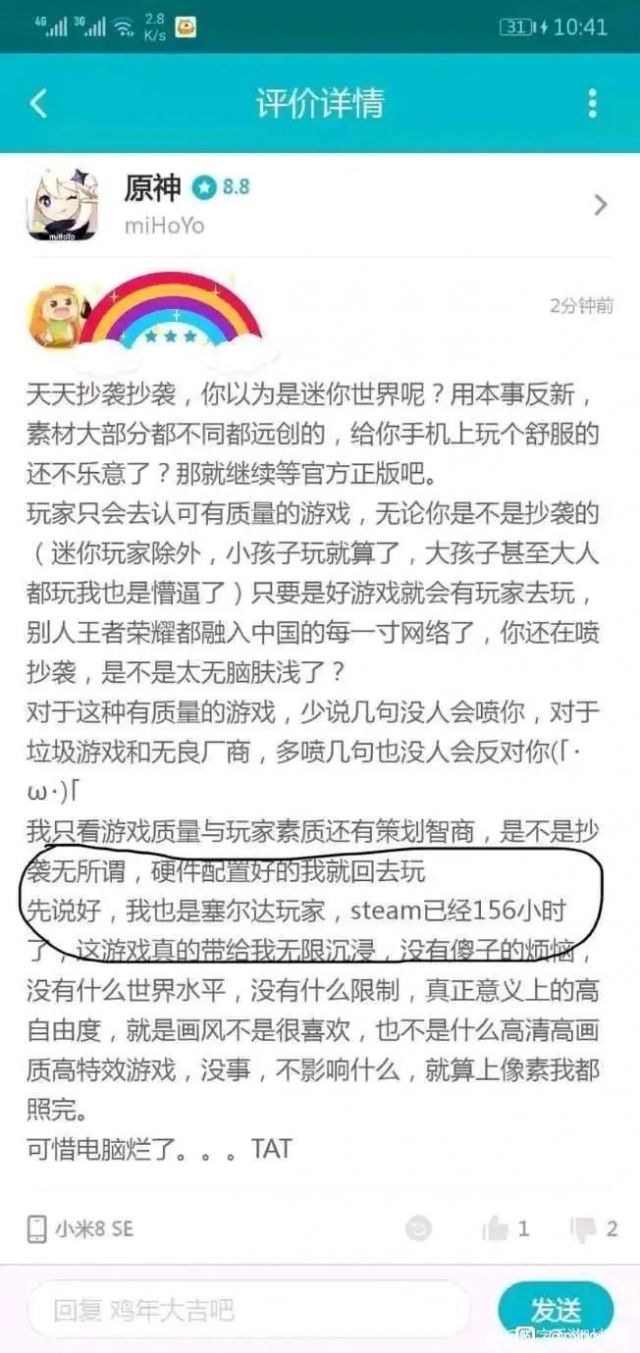 4G 3G 2.8 K/s 31 10:41
评价详情
原神 8.8
miHoYo
miHoYo
2分钟前
天天抄袭抄袭，你以为是迷你世界呢？用本事反新，
素材大部分都不同都远创的，给你手机上玩个舒服的
还不乐意了？那就继续等官方正版吧。
玩家只会去认可有质量的游戏，无论你是不是抄袭的
（迷你玩家除外，小孩子玩就算了，大孩子甚至大人
都玩我也是懵逼了）只要是好游戏就会有玩家去玩，
别人王者荣耀都融入中国的每一寸网络了，你还在喷
抄袭，是不是太无脑肤浅了？
对于这种有质量的游戏，少说几句没人会喷你，对于
垃圾游戏和无良厂商，多喷几句也没人会反对你(｢·
ω·)｢
我只看游戏质量与玩家素质还有策划智商，是不是抄
袭无所谓，硬件配置好的我就回去玩
先说好，我也是塞尔达玩家，steam已经156小时
了，这游戏真的带给我无限沉浸，没有傻子的烦恼，
没有什么世界水平，没有什么限制，真正意义上的高
自由度，就是画风不是很喜欢，也不是什么高清高画
质高特效游戏，没事，不影响什么，就算上像素我都
照完。
可惜电脑烂了。。。TAT
小米8 SE 1 2
回复 鸡年大吉吧
发送